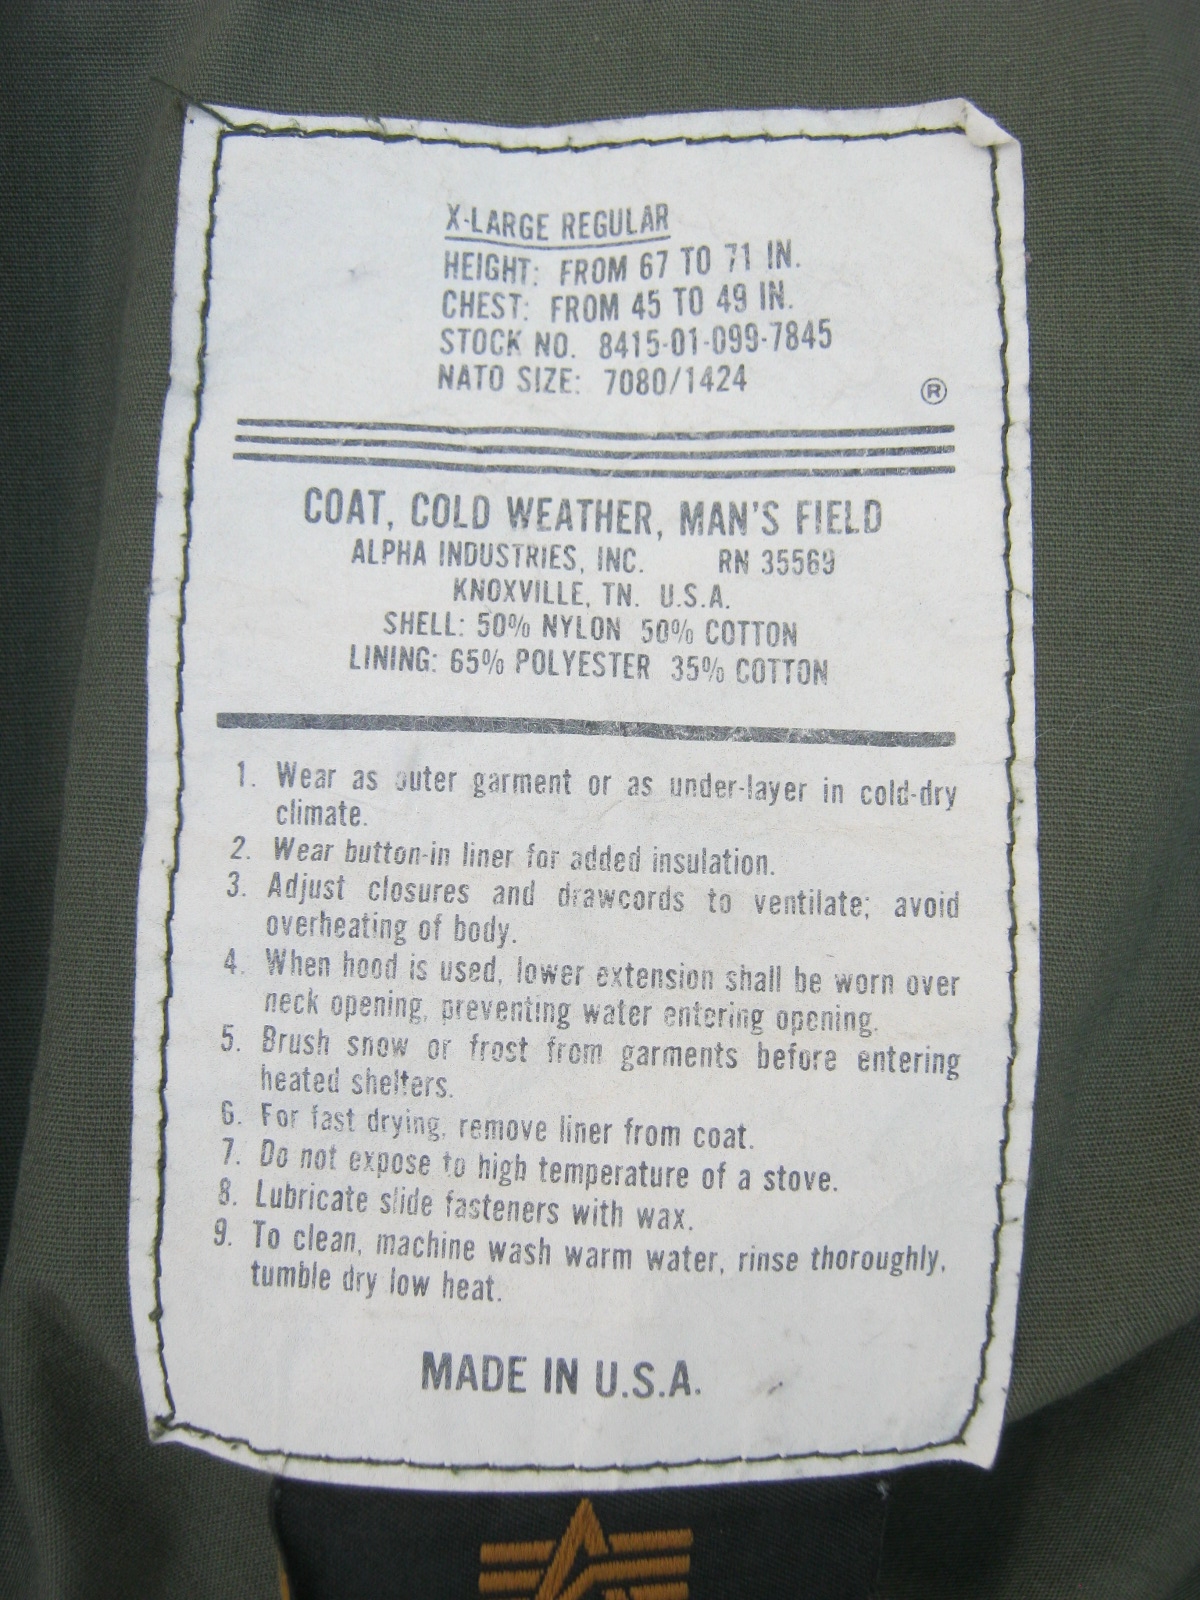 X-LARGE REGULAR
HEIGHT: FROM 67 TO 71 IN.
CHEST: FROM 45 TO 49 IN.
STOCK NO. 8415-01-099-7845
NATO SIZE: 7080/1424
®
COAT, COLD WEATHER, MAN'S FIELD
ALPHA INDUSTRIES, INC. RN 35569
KNOXVILLE, TN. U.S.A.
SHELL: 50% NYLON 50% COTTON
LINING: 65% POLYESTER 35% COTTON
1. Wear as outer garment or as under-layer in cold-dry
climate.
2. Wear button-in liner for added insulation.
3. Adjust closures and drawcords to ventilate; avoid
overheating of body.
4. When hood is used, lower extension shall be worn over
neck opening, preventing water entering opening.
5. Brush snow or frost from garments before entering
heated shelters.
6. For fast drying, remove liner from coat.
7. Do not expose to high temperature of a stove.
8. Lubricate slide fasteners with wax.
9. To clean, machine wash warm water, rinse thoroughly,
tumble dry low heat.
MADE IN U.S.A.